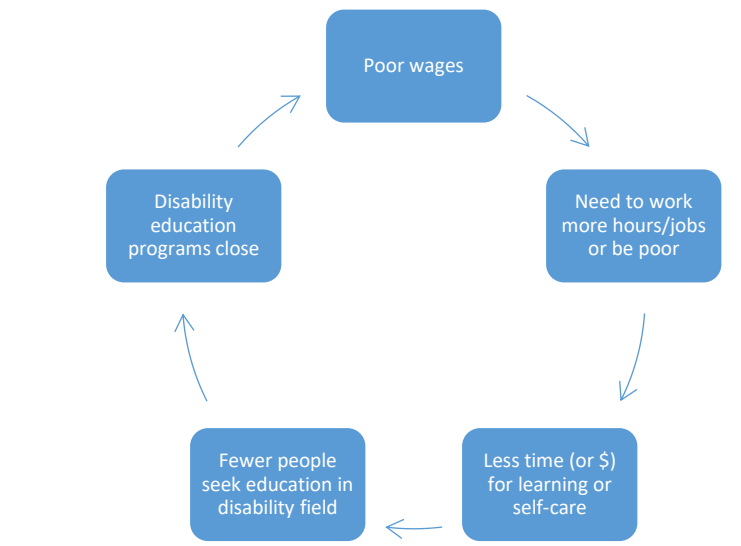 Poor wages
Need to work
more hours/jobs
or be poor
Less time (or $)
for learning or
self-care
Fewer people
seek education in
disability field
Disability
education
programs close